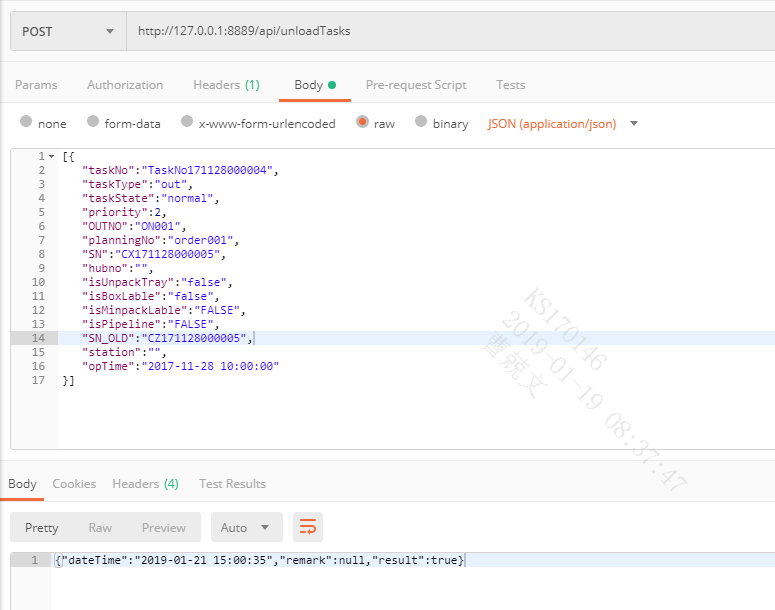 POST http://127.0.0.1:8889/api/unloadTasks
Params Authorization Headers (1) Body Pre-request Script Tests
none form-data x-www-form-urlencoded raw binary JSON (application/json)
1 [{
2 "taskNo":"TaskNo171128000004",
3 "taskType":"out",
4 "taskState":"normal",
5 "priority":2,
6 "OUTNO":"ON001",
7 "planningNo":"order001",
8 "SN":"CX171128000005",
9 "hubno":"",
10 "isUnpackTray":"false",
11 "isBoxLable":"false",
12 "isMinpackLable":"FALSE",
13 "isPipeline":"FALSE",
14 "SN_OLD":"CZ171128000005",
15 "station":"",
16 "opTime":"2017-11-28 10:00:00"
17 }]
KS170146
2019-01-19 08:37:47
曹兢文
Body Cookies Headers (4) Test Results
Pretty Raw Preview Auto
1 {"dateTime":"2019-01-21 15:00:35","remark":null,"result":true}